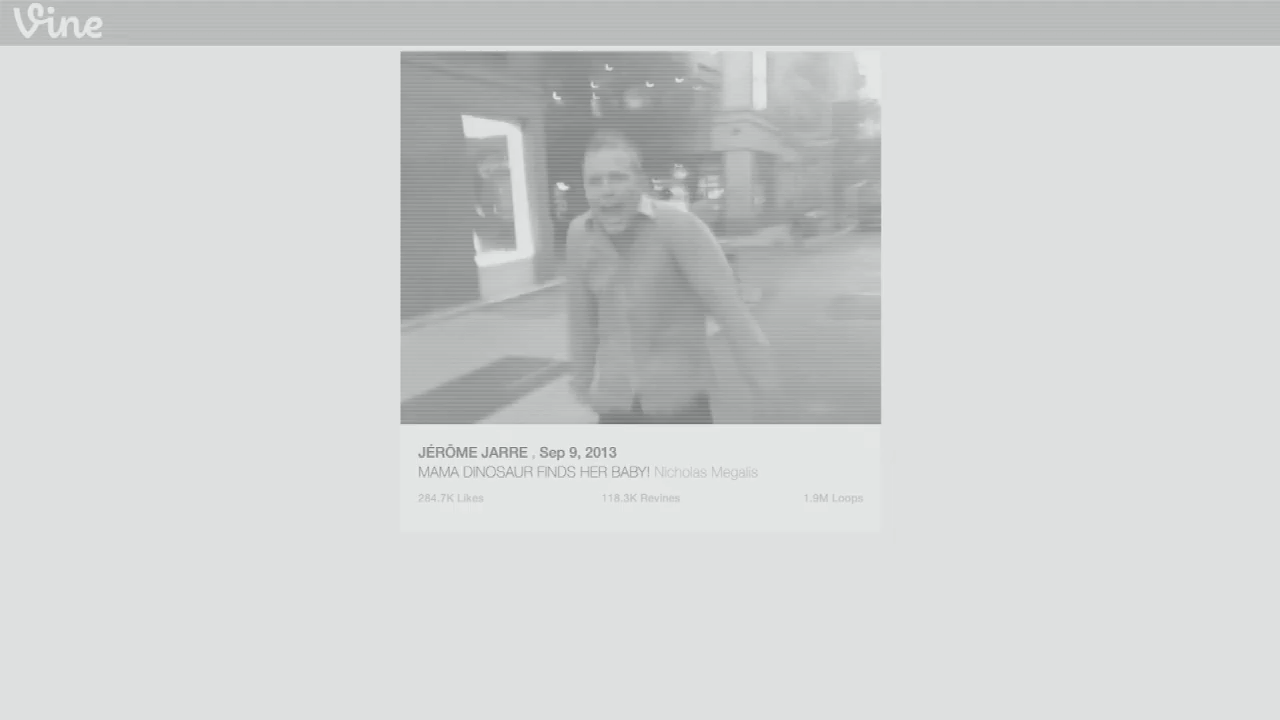 Vine
JÉRÔME JARRE , Sep 9, 2013
MAMA DINOSAUR FINDS HER BABY! Nicholas Megalis
284.7K Likes 118.3K Revines 1.9M Loops